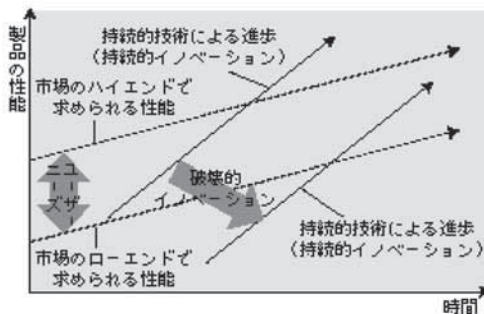 製品の性能
持続的技術による進歩
（持続的イノベーション）
市場のハイエンドで
求められる性能
ユーザ
ニーズ
破壊的
イノベーション
持続的技術による進歩
（持続的イノベーション）
市場のローエンドで
求められる性能
時間